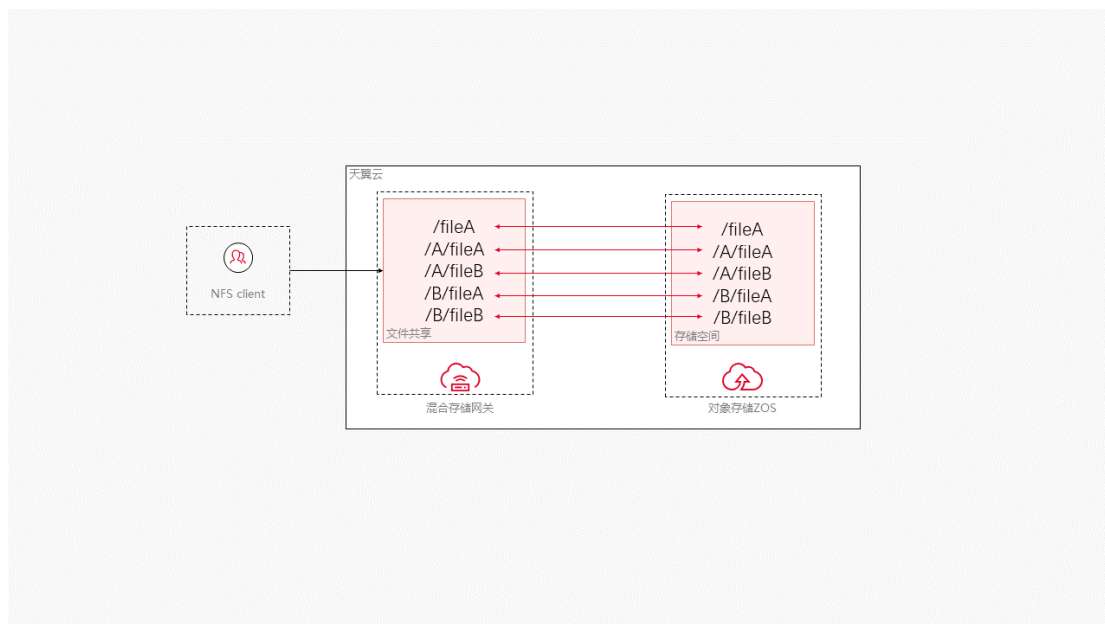 天翼云
NFS client
/fileA
/A/fileA
/A/fileB
/B/fileA
/B/fileB
文件共享
混合存储网关
/fileA
/A/fileA
/A/fileB
/B/fileA
/B/fileB
存储空间
对象存储ZOS